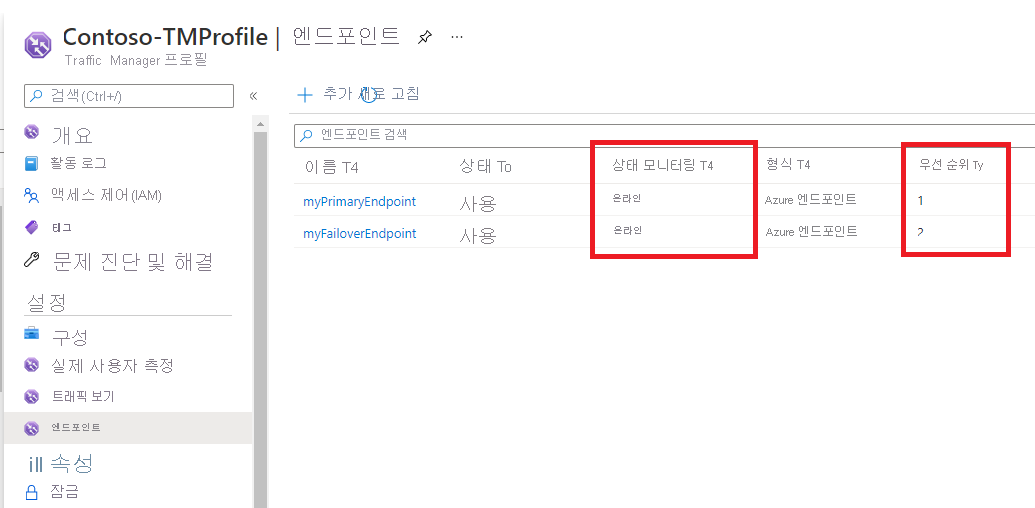 Contoso-TMProfile | 엔드포인트 ...
Traffic Manager 프로필
검색(Ctrl+/) «
개요
활동 로그
액세스 제어(IAM)
태그
문제 진단 및 해결
설정
구성
실제 사용자 측정
트래픽 보기
엔드포인트
속성
잠금
추가 새로 고침
엔드포인트 검색
이름 T4 상태 To 상태 모니터링 T4 형식 T4 우선 순위 Ty
myPrimaryEndpoint 사용 온라인 Azure 엔드포인트 1
myFailoverEndpoint 사용 온라인 Azure 엔드포인트 2